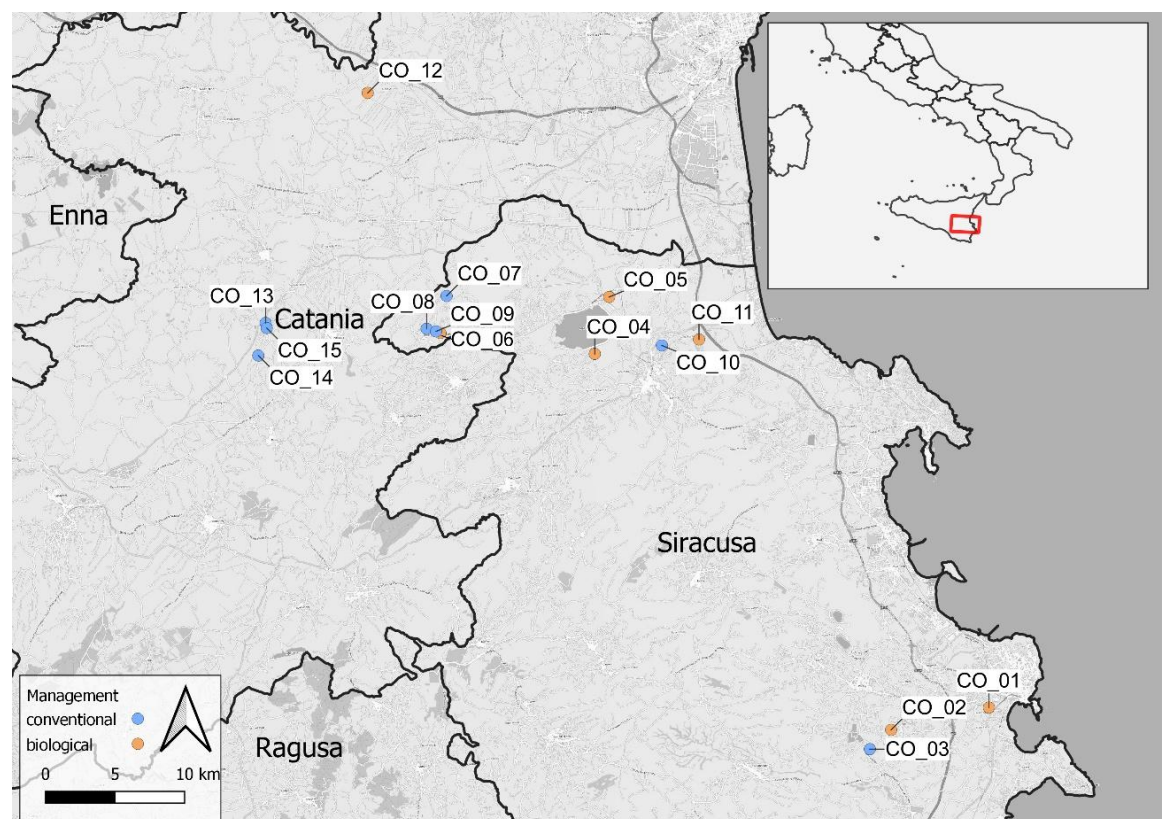 CO_12
Enna
CO_07
CO_05
CO_13
CO_08
CO_09
CO_11
Catania
CO_04
CO_15
CO_06
CO_10
CO_14
Siracusa
CO_01
Management
CO_02
conventional
biological
Ragusa
CO_03
0 5 10 km